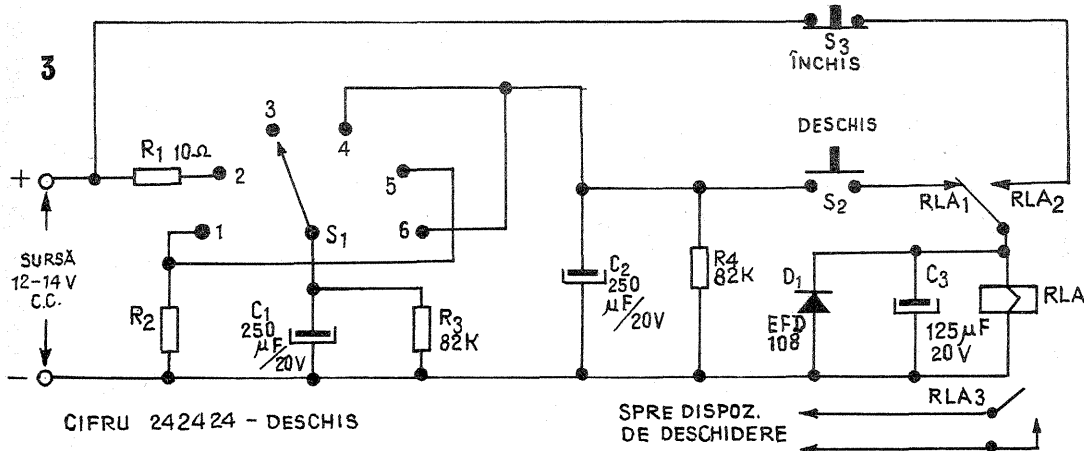 3
S3
ÎNCHIS
3
4
DESCHIS
R1 10Ω
2
5
+
1
S1
6
S2
RLA1
RLA2
SURSĂ
12-14 V
C.C.
R2
C1
250
µF/20V
R3
82K
C2
250
µF/20V
R4
82K
D1
EFD
108
C3
125µF
20V
RLA
−
RLA3
CIFRU 242424 - DESCHIS
SPRE DISPOZ.
DE DESCHIDERE